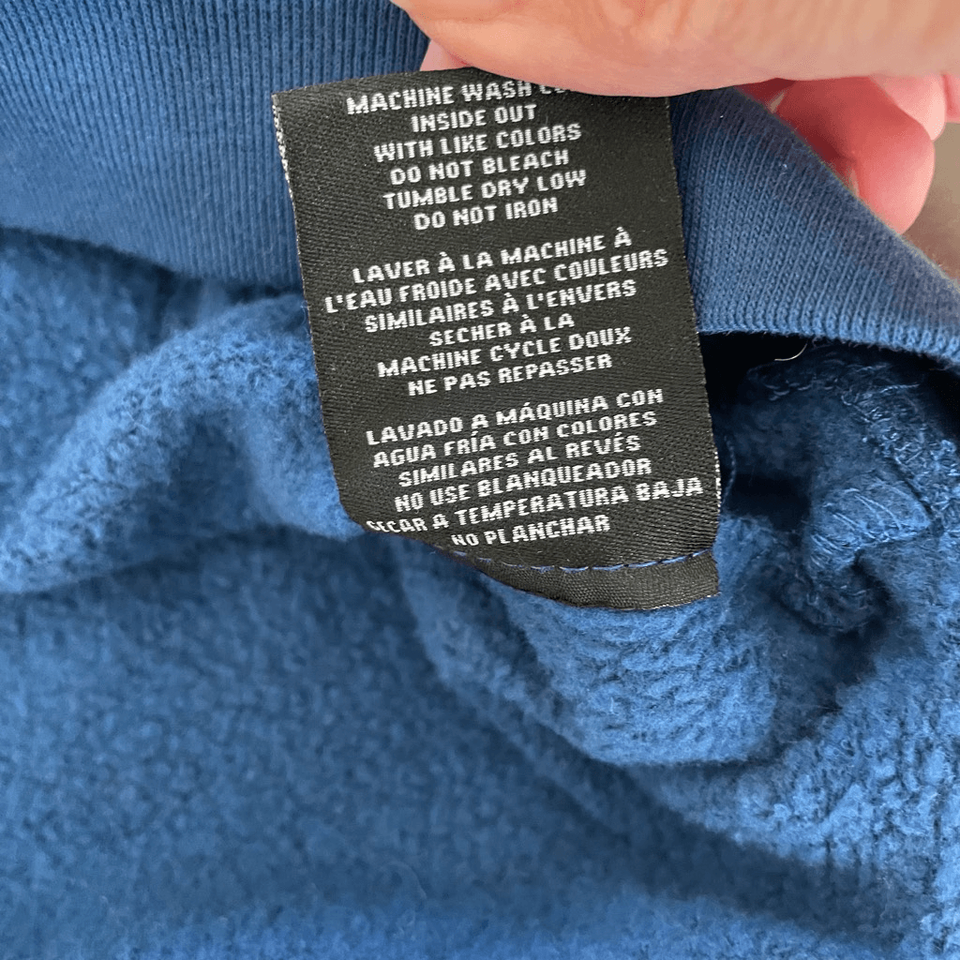 MACHINE WASH
INSIDE OUT
WITH LIKE COLORS
DO NOT BLEACH
TUMBLE DRY LOW
DO NOT IRON
LAVER À LA MACHINE À
L'EAU FROIDE AVEC COULEURS
SIMILAIRES À L'ENVERS
SECHER À LA
MACHINE CYCLE DOUX
NE PAS REPASSER
LAVADO A MÁQUINA CON
AGUA FRÍA CON COLORES
SIMILARES AL REVÉS
NO USE BLANQUEADOR
SECAR A TEMPERATURA BAJA
NO PLANCHAR